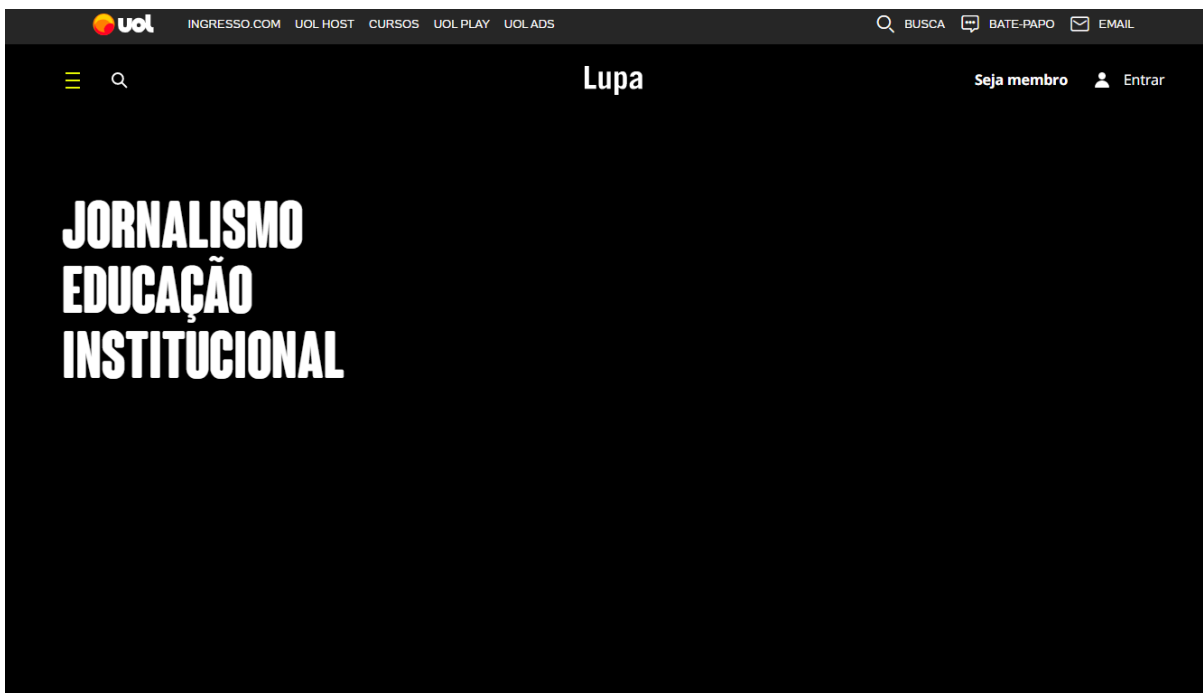 uol INGRESSO.COM UOL HOST CURSOS UOL PLAY UOL ADS BUSCA BATE-PAPO EMAIL
Lupa Seja membro Entrar
JORNALISMO
EDUCAÇÃO
INSTITUCIONAL